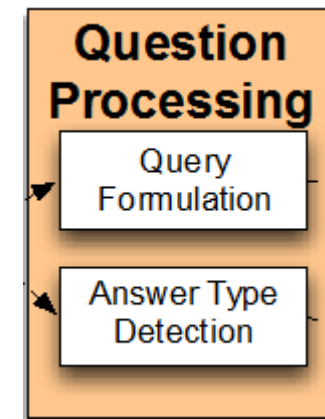 Question
Processing
Query
Formulation
Answer Type
Detection